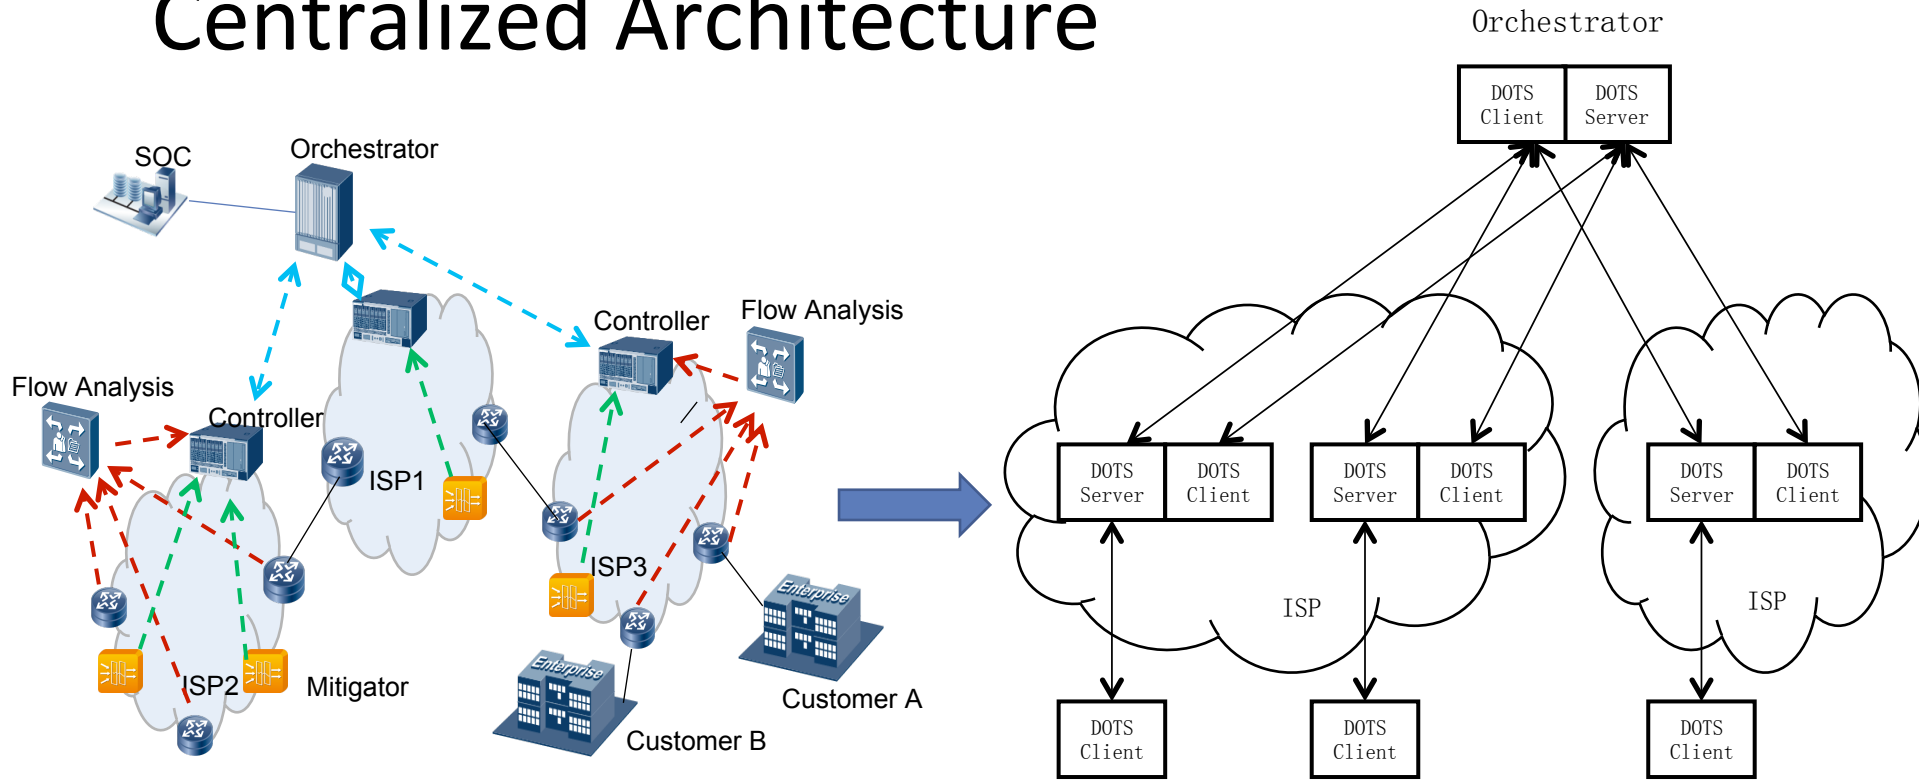 Centralized Architecture
Orchestrator
DOTS
Client
DOTS
Server
SOC
Orchestrator
Controller
Flow Analysis
Flow Analysis
Controller
ISP1
ISP3
ISP2
Mitigator
Enterprise
Customer A
Enterprise
Customer B
DOTS
Server
DOTS
Client
DOTS
Server
DOTS
Client
DOTS
Server
DOTS
Client
ISP
ISP
DOTS
Client
DOTS
Client
DOTS
Client